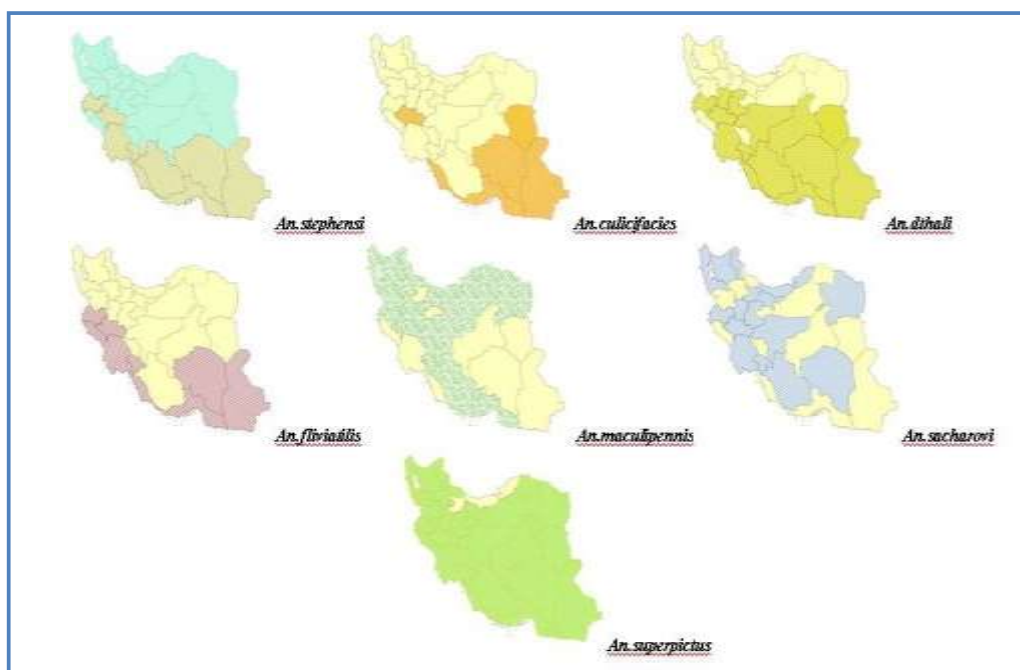 An.stephensi
An.culicifacies
An.dthali
An.fliviatilis
An.maculipennis
An.sacharovi
An.superpictus